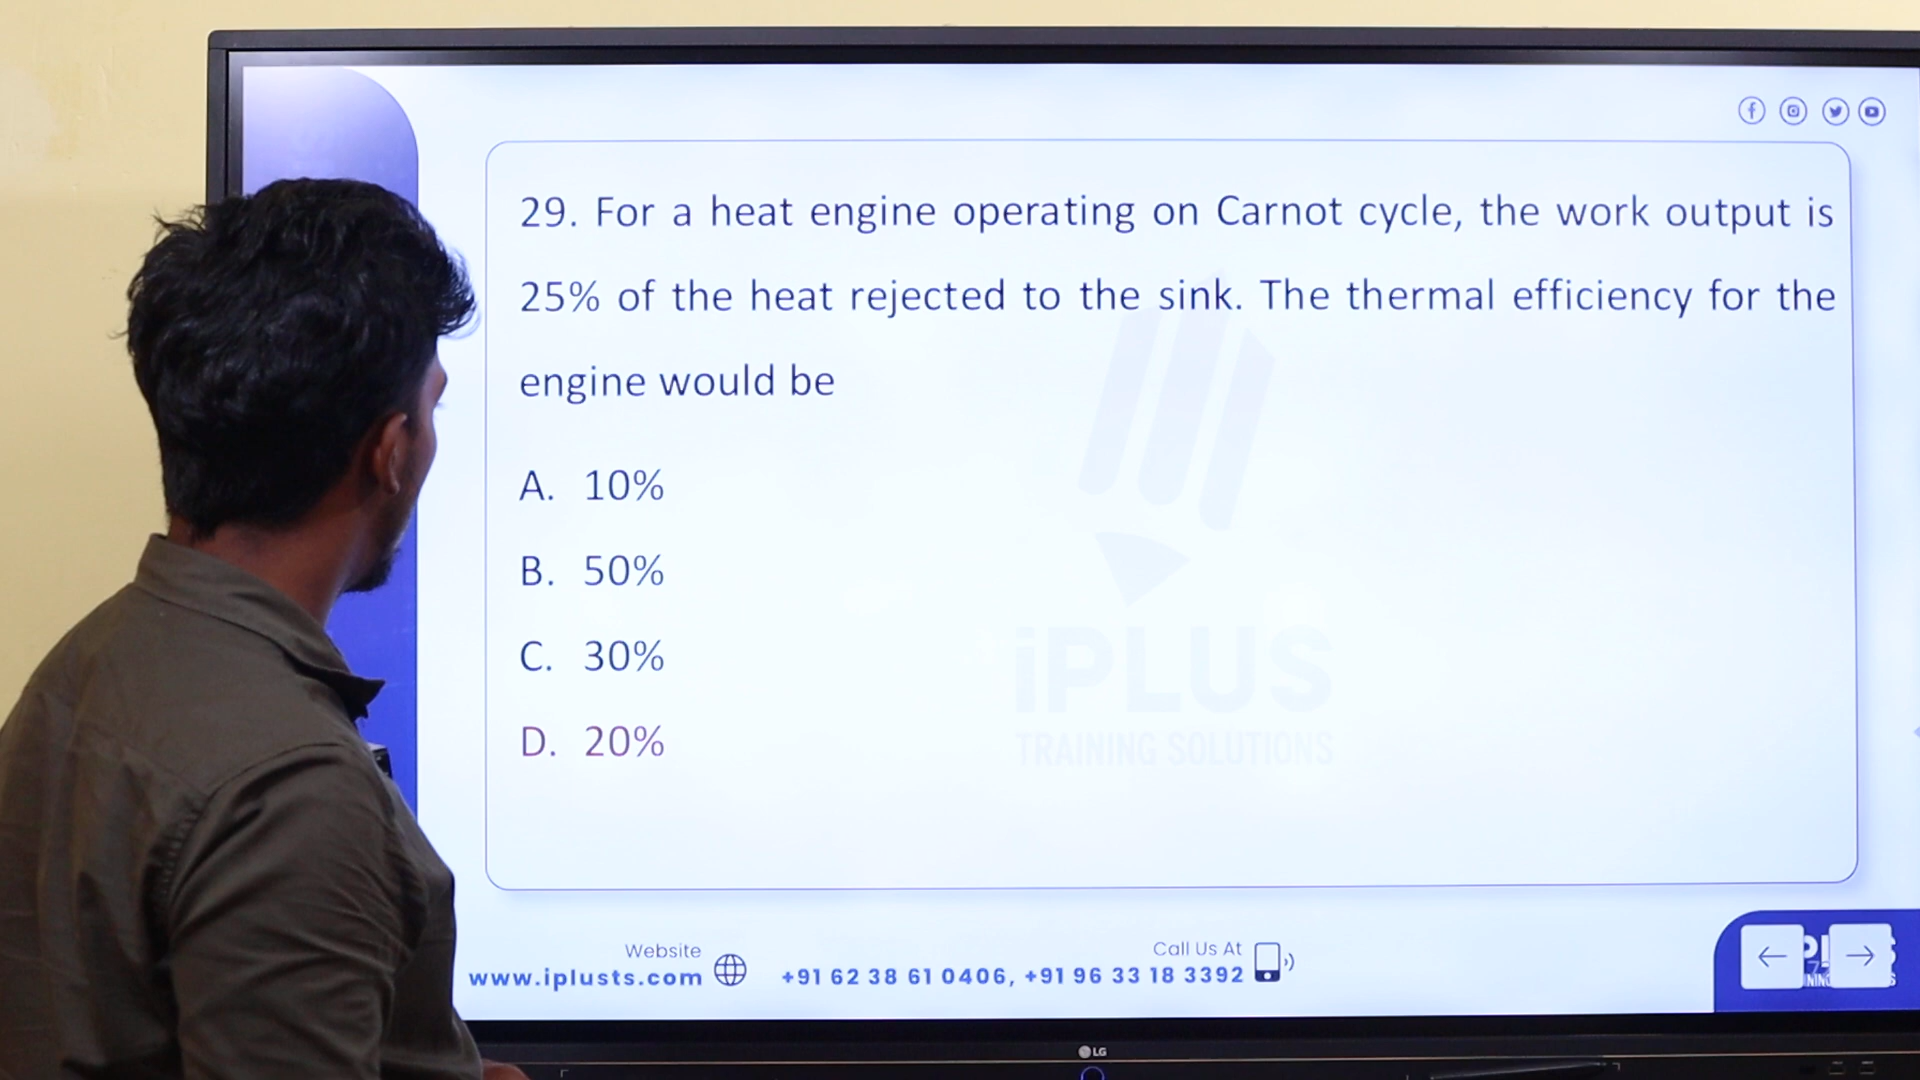 29. For a heat engine operating on Carnot cycle, the work output is
25% of the heat rejected to the sink. The thermal efficiency for the
engine would be
A. 10%
B. 50%
C. 30%
D. 20%
iPLUS
TRAINING SOLUTIONS
Website
www.iplusts.com
Call Us At
+91 62 38 61 0406, +91 96 33 18 3392
LG